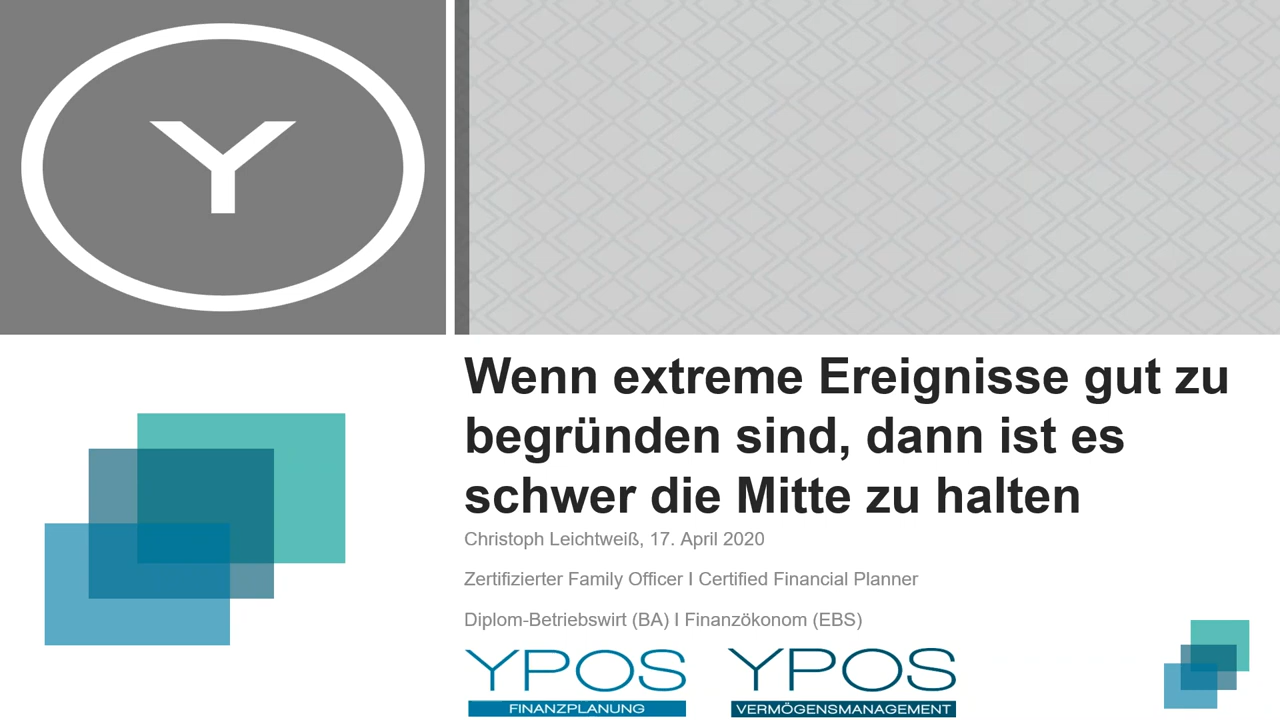 Y
Wenn extreme Ereignisse gut zu
begründen sind, dann ist es
schwer die Mitte zu halten
Christoph Leichtweiß, 17. April 2020
Zertifizierter Family Officer I Certified Financial Planner
Diplom-Betriebswirt (BA) I Finanzökonom (EBS)
YPOS YPOS
FINANZPLANUNG VERMÖGENSMANAGEMENT